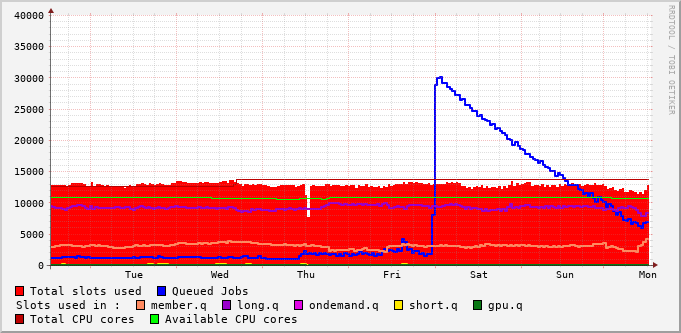 40000
35000
30000
25000
20000
15000
10000
5000
0
Tue Wed Thu Fri Sat Sun Mon
Total slots used Queued Jobs
Slots used in : member.q long.q ondemand.q short.q gpu.q
Total CPU cores Available CPU cores
RRDTOOL / TOBI OETIKER